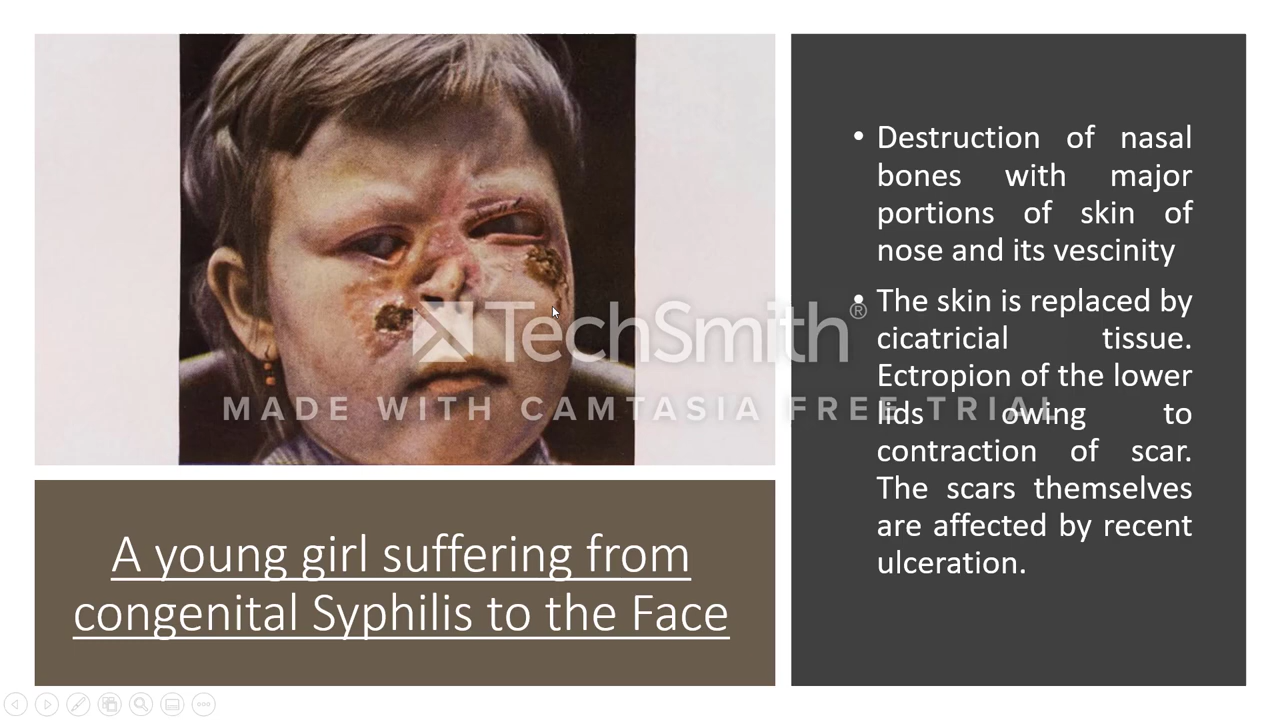 A young girl suffering from
congenital Syphilis to the Face
• Destruction of nasal
bones with major
portions of skin of
nose and its vescinity
• The skin is replaced by
cicatricial tissue.
Ectropion of the lower
lids owing to
contraction of scar.
The scars themselves
are affected by recent
ulceration.
TechSmith®
MADE WITH CAMTASIA FREE TRIAL